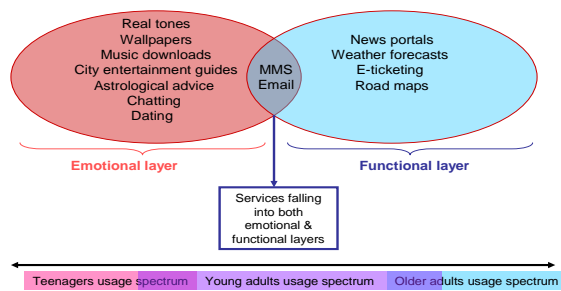 Real tones
Wallpapers
Music downloads
City entertainment guides
Astrological advice
Chatting
Dating
MMS
Email
News portals
Weather forecasts
E-ticketing
Road maps
Emotional layer
Functional layer
Services falling
into both
emotional &
functional layers
Teenagers usage spectrum
Young adults usage spectrum
Older adults usage spectrum